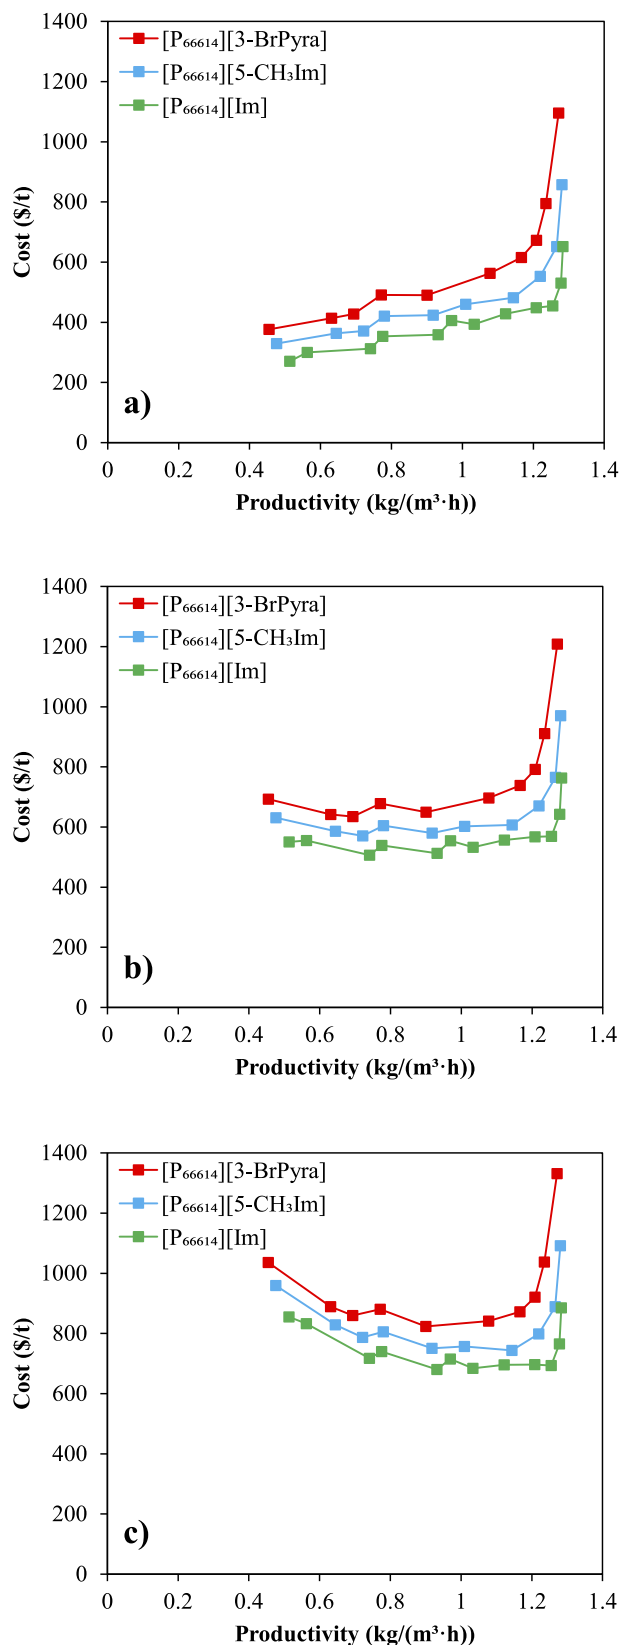 1400
1200
1000
800
600
400
200
0
Cost ($/t)
[P₆₆₆₁₄][3-BrPyra]
[P₆₆₆₁₄][5-CH₃Im]
[P₆₆₆₁₄][Im]
a)
0 0.2 0.4 0.6 0.8 1 1.2 1.4
Productivity (kg/(m³·h))
1400
1200
1000
800
600
400
200
0
Cost ($/t)
[P₆₆₆₁₄][3-BrPyra]
[P₆₆₆₁₄][5-CH₃Im]
[P₆₆₆₁₄][Im]
b)
0 0.2 0.4 0.6 0.8 1 1.2 1.4
Productivity (kg/(m³·h))
1400
1200
1000
800
600
400
200
0
Cost ($/t)
[P₆₆₆₁₄][3-BrPyra]
[P₆₆₆₁₄][5-CH₃Im]
[P₆₆₆₁₄][Im]
c)
0 0.2 0.4 0.6 0.8 1 1.2 1.4
Productivity (kg/(m³·h))